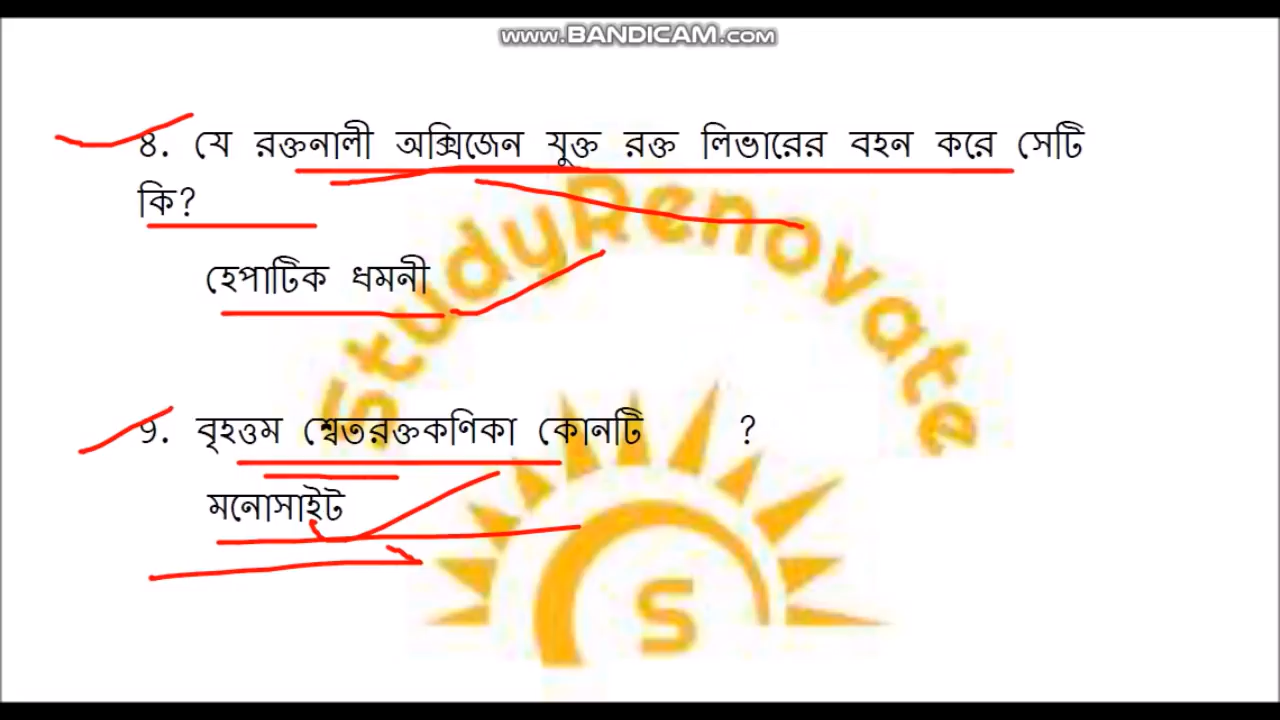 www.BANDICAM.com
৪. যে রক্তনালী অক্সিজেন যুক্ত রক্ত লিভারের বহন করে সেটি
কি?
হেপাটিক ধমনী
StudyRenovate
9. বৃহত্তম শ্বেতরক্তকণিকা কোনটি ?
মনোসাইট
S